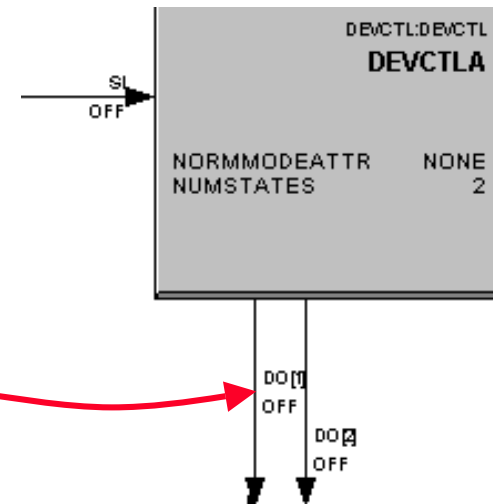 DEVCTL:DEVCTL
DEVCTLA
SI
OFF
NORMMODEATTR NONE
NUMSTATES 2
DO[1]
OFF
DO[2]
OFF